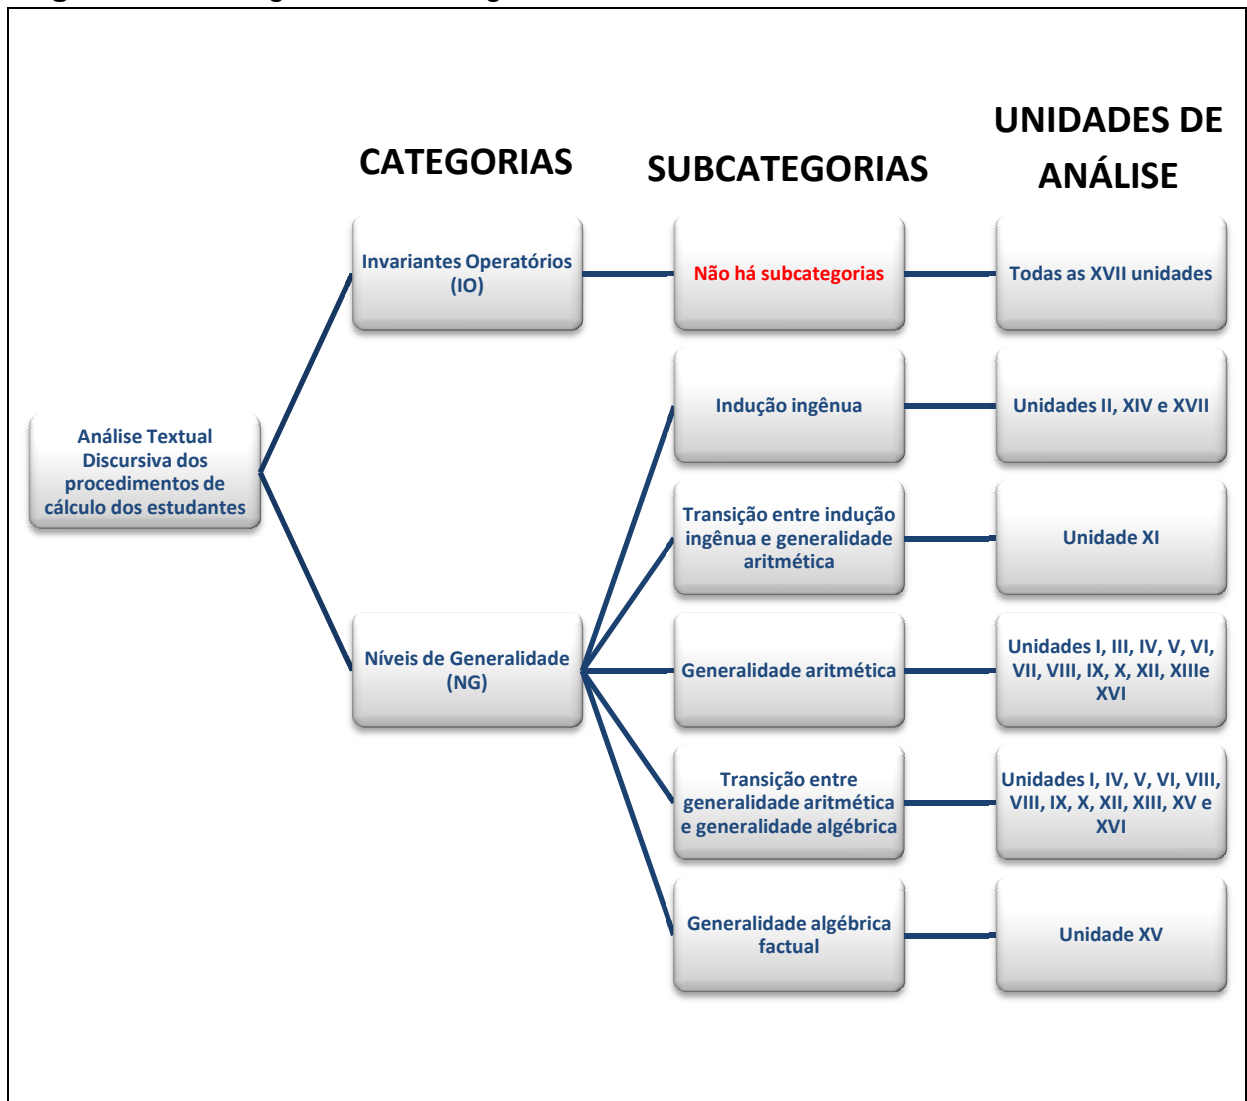 CATEGORIAS
SUBCATEGORIAS
UNIDADES DE
ANÁLISE
Análise Textual
Discursiva dos
procedimentos de
cálculo dos estudantes
Invariantes Operatórios
(IO)
Não há subcategorias
Todas as XVII unidades
Níveis de Generalidade
(NG)
Indução ingênua
Unidades II, XIV e XVII
Transição entre indução
ingênua e generalidade
aritmética
Unidade XI
Generalidade aritmética
Unidades I, III, IV, V, VI,
VII, VIII, IX, X, XII, XIIIe
XVI
Transição entre
generalidade aritmética
e generalidade algébrica
Unidades I, IV, V, VI, VIII,
VIII, IX, X, XII, XIII, XV e
XVI
Generalidade algébrica
factual
Unidade XV